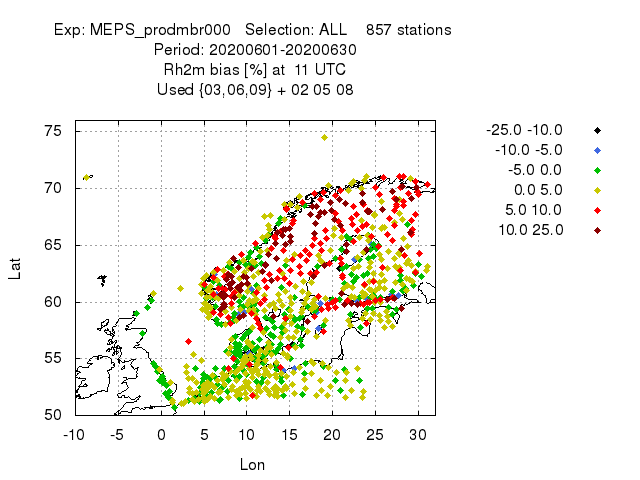 Exp: MEPS_prodmbr000   Selection: ALL    857 stations
Period: 20200601-20200630
Rh2m bias [%] at  11 UTC
Used {03,06,09} + 02 05 08
75
70
65
60
55
50
Lat
-10 -5 0 5 10 15 20 25 30
Lon
-25.0 -10.0
-10.0 -5.0
-5.0 0.0
0.0 5.0
5.0 10.0
10.0 25.0